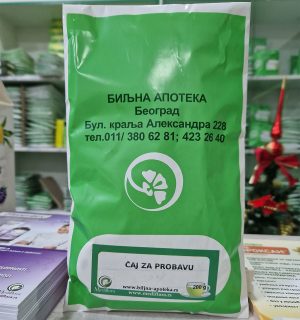 БИЉНА АПОТЕКА
Београд
Бул. краља Александра 228
тел.011/ 380 62 81; 423 26 40
ČAJ ZA PROBAVU
www.biljna-apoteka.rs
200 g